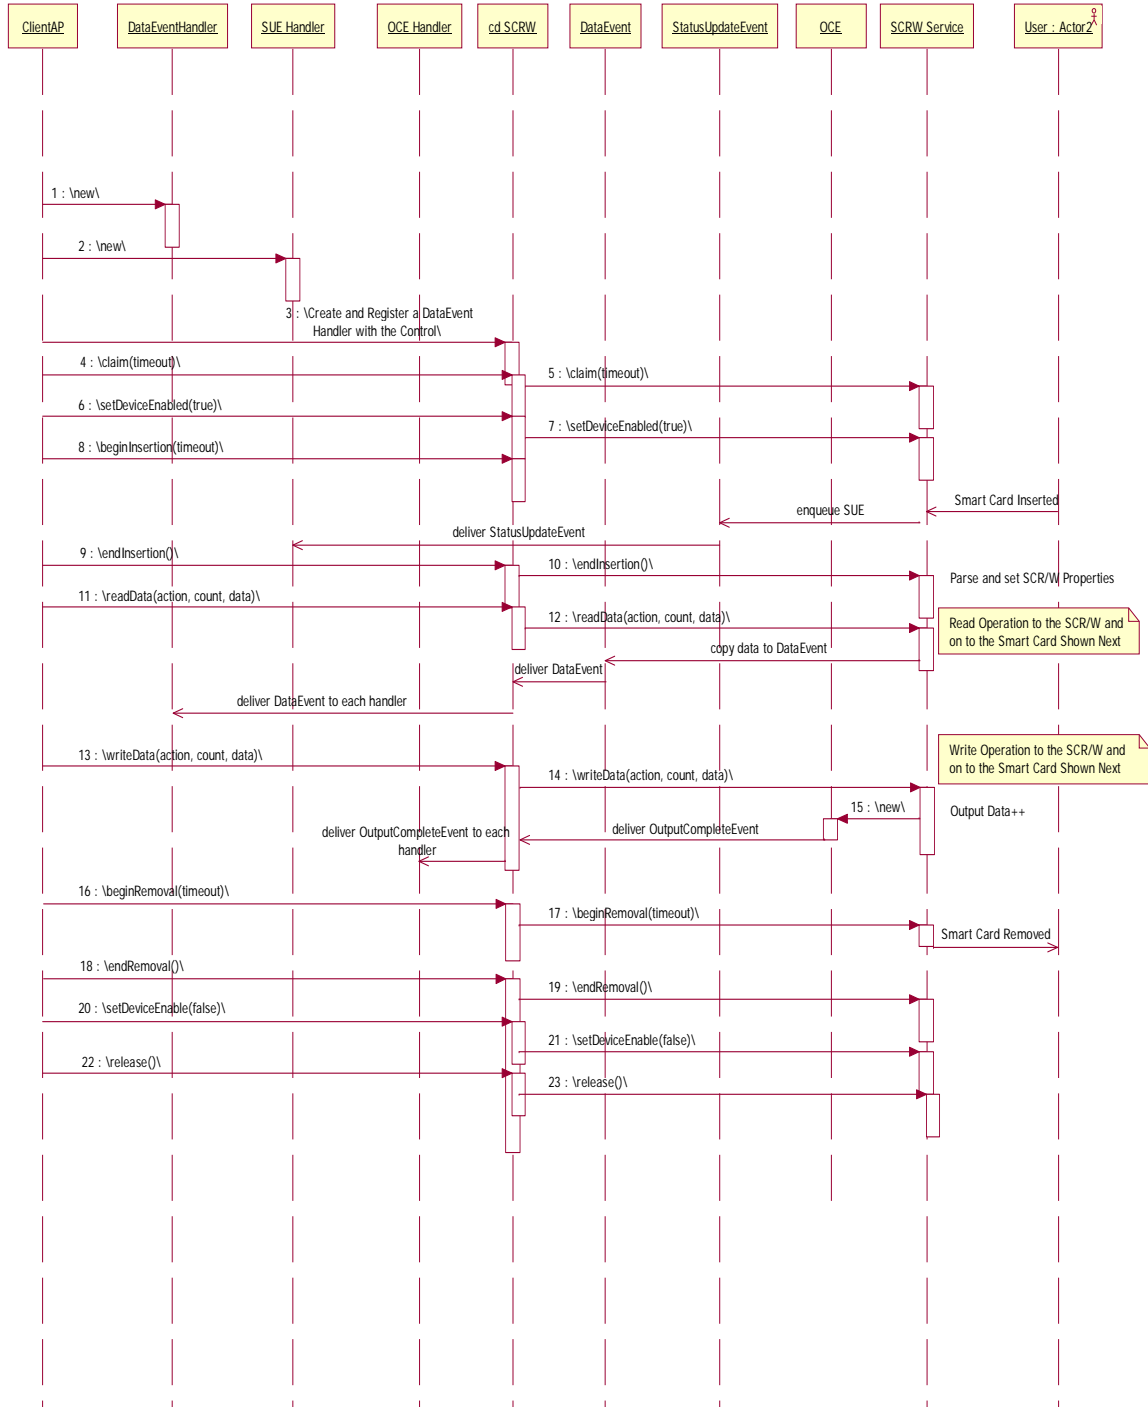 ClientAP
DataEventHandler
SUE Handler
OCE Handler
cd SCRW
DataEvent
StatusUpdateEvent
OCE
SCRW Service
User : Actor2
1 : \new\
2 : \new\
3 : \Create and Register a DataEvent
Handler with the Control\
4 : \claim(timeout)\
5 : \claim(timeout)\
6 : \setDeviceEnabled(true)\
7 : \setDeviceEnabled(true)\
8 : \beginInsertion(timeout)\
Smart Card Inserted
enqueue SUE
deliver StatusUpdateEvent
9 : \endInsertion()\
10 : \endInsertion()\
Parse and set SCR/W Properties
11 : \readData(action, count, data)\
12 : \readData(action, count, data)\
Read Operation to the SCR/W and
on to the Smart Card Shown Next
copy data to DataEvent
deliver DataEvent
deliver DataEvent to each handler
13 : \writeData(action, count, data)\
Write Operation to the SCR/W and
on to the Smart Card Shown Next
14 : \writeData(action, count, data)\
15 : \new\
Output Data++
deliver OutputCompleteEvent
deliver OutputCompleteEvent to each
handler
16 : \beginRemoval(timeout)\
17 : \beginRemoval(timeout)\
Smart Card Removed
18 : \endRemoval()\
19 : \endRemoval()\
20 : \setDeviceEnable(false)\
21 : \setDeviceEnable(false)\
22 : \release()\
23 : \release()\